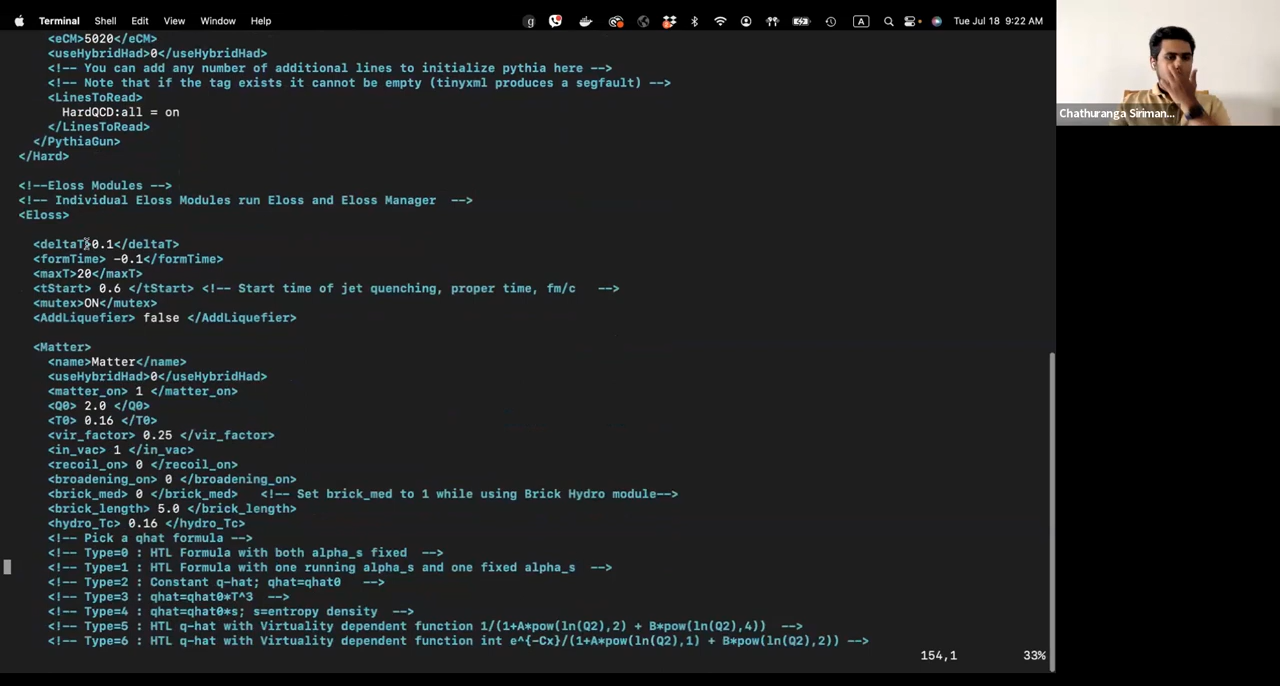 Terminal Shell Edit View Window Help
g A Tue Jul 18 9:22 AM
<eCM>5020</eCM>
<useHybridHad>0</useHybridHad>
<!-- You can add any number of additional lines to initialize pythia here -->
<!-- Note that if the tag exists it cannot be empty (tinyxml produces a segfault) -->
<LinesToRead>
HardQCD:all = on
</LinesToRead>
</PythiaGun>
</Hard>
<!--Eloss Modules -->
<!-- Individual Eloss Modules run Eloss and Eloss Manager -->
<Eloss>
<deltaT>0.1</deltaT>
<formTime> -0.1</formTime>
<maxT>20</maxT>
<tStart> 0.6 </tStart> <!-- Start time of jet quenching, proper time, fm/c -->
<mutex>ON</mutex>
<AddLiquefier> false </AddLiquefier>
<Matter>
<name>Matter</name>
<useHybridHad>0</useHybridHad>
<matter_on> 1 </matter_on>
<Q0> 2.0 </Q0>
<T0> 0.16 </T0>
<vir_factor> 0.25 </vir_factor>
<in_vac> 1 </in_vac>
<recoil_on> 0 </recoil_on>
<broadening_on> 0 </broadening_on>
<brick_med> 0 </brick_med> <!-- Set brick_med to 1 while using Brick Hydro module-->
<brick_length> 5.0 </brick_length>
<hydro_Tc> 0.16 </hydro_Tc>
<!-- Pick a qhat formula -->
<!-- Type=0 : HTL Formula with both alpha_s fixed -->
<!-- Type=1 : HTL Formula with one running alpha_s and one fixed alpha_s -->
<!-- Type=2 : Constant q-hat; qhat=qhat0 -->
<!-- Type=3 : qhat=qhat0*T^3 -->
<!-- Type=4 : qhat=qhat0*s; s=entropy density -->
<!-- Type=5 : HTL q-hat with Virtuality dependent function 1/(1+A*pow(ln(Q2),2) + B*pow(ln(Q2),4)) -->
<!-- Type=6 : HTL q-hat with Virtuality dependent function int e^{-Cx}/(1+A*pow(ln(Q2),1) + B*pow(ln(Q2),2)) -->
154,1 33%
Chathuranga Siriman...